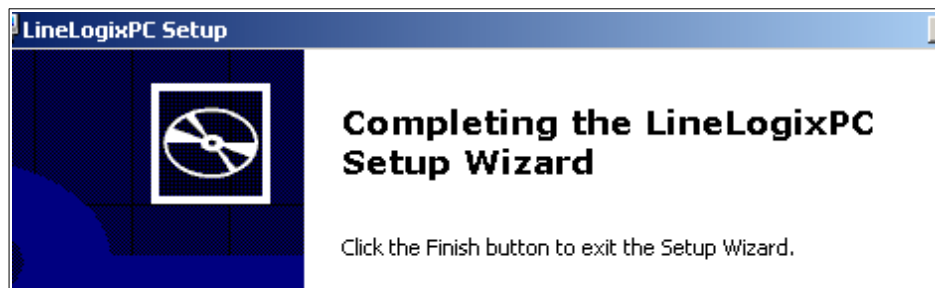 LineLogixPC Setup
Completing the LineLogixPC
Setup Wizard
Click the Finish button to exit the Setup Wizard.